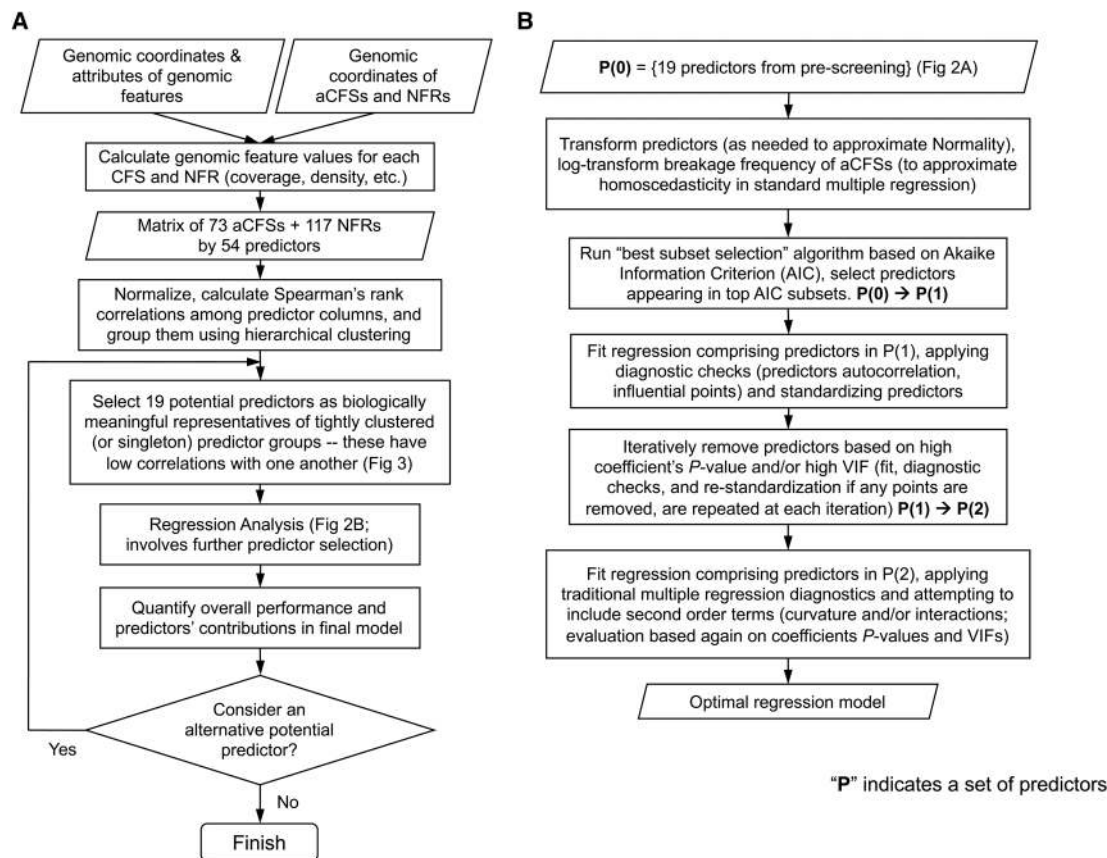 A
Genomic coordinates &
attributes of genomic
features
Genomic
coordinates of
aCFSs and NFRs
Calculate genomic feature values for each
CFS and NFR (coverage, density, etc.)
Matrix of 73 aCFSs + 117 NFRs
by 54 predictors
Normalize, calculate Spearman's rank
correlations among predictor columns, and
group them using hierarchical clustering
Select 19 potential predictors as biologically
meaningful representatives of tightly clustered
(or singleton) predictor groups -- these have
low correlations with one another (Fig 3)
Regression Analysis (Fig 2B;
involves further predictor selection)
Quantify overall performance and
predictors' contributions in final model
Consider an
alternative potential
predictor?
Yes
No
Finish
B
P(0) = {19 predictors from pre-screening} (Fig 2A)
Transform predictors (as needed to approximate Normality),
log-transform breakage frequency of aCFSs (to approximate
homoscedasticity in standard multiple regression)
Run “best subset selection” algorithm based on Akaike
Information Criterion (AIC), select predictors
appearing in top AIC subsets. P(0) → P(1)
Fit regression comprising predictors in P(1), applying
diagnostic checks (predictors autocorrelation,
influential points) and standardizing predictors
Iteratively remove predictors based on high
coefficient's P-value and/or high VIF (fit, diagnostic
checks, and re-standardization if any points are
removed, are repeated at each iteration) P(1) → P(2)
Fit regression comprising predictors in P(2), applying
traditional multiple regression diagnostics and attempting to
include second order terms (curvature and/or interactions;
evaluation based again on coefficients P-values and VIFs)
Optimal regression model
“P” indicates a set of predictors